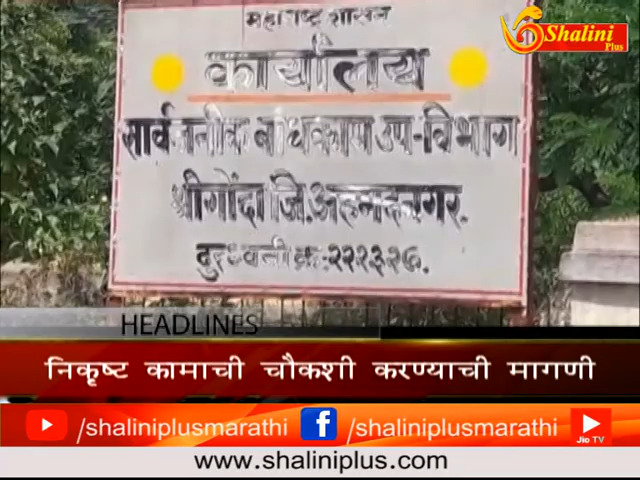 Shalini
Plus
महाराष्ट्र शासन
कार्यालय
सार्वजनीक बांधकाम उप-विभाग
श्रीगोंदा जि.अहमदनगर.
दुरध्वनी क्र:-२२२३२७.
HEADLINES
निकृष्ट कामाची चौकशी करण्याची मागणी
/shaliniplusmarathi /shaliniplusmarathi
Jio TV
www.shaliniplus.com